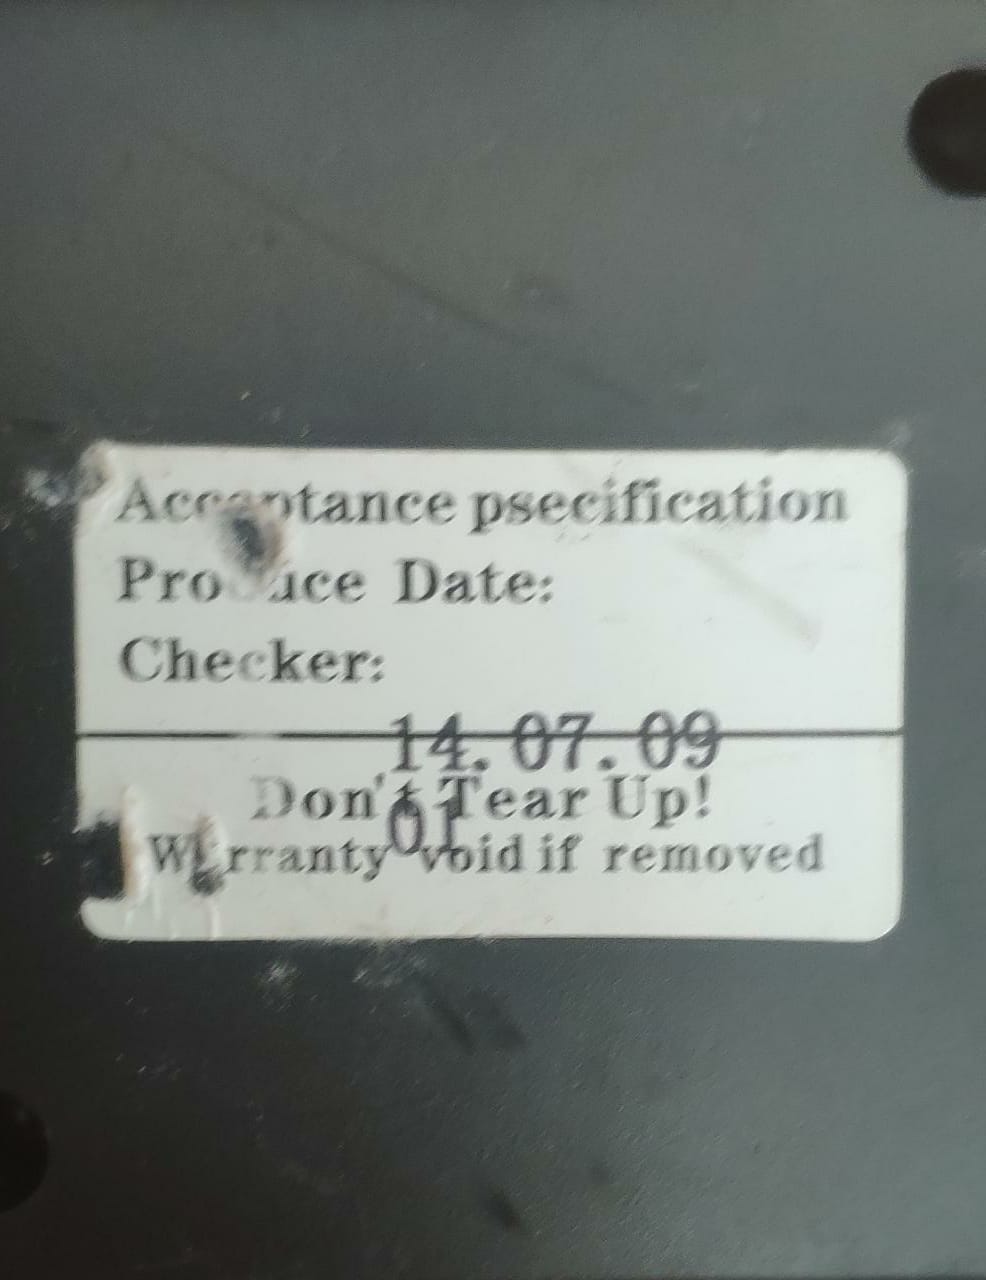 Acceptance psecification
Produce Date:
Checker:
14.07.09
Don't Tear Up!
01
Warranty void if removed